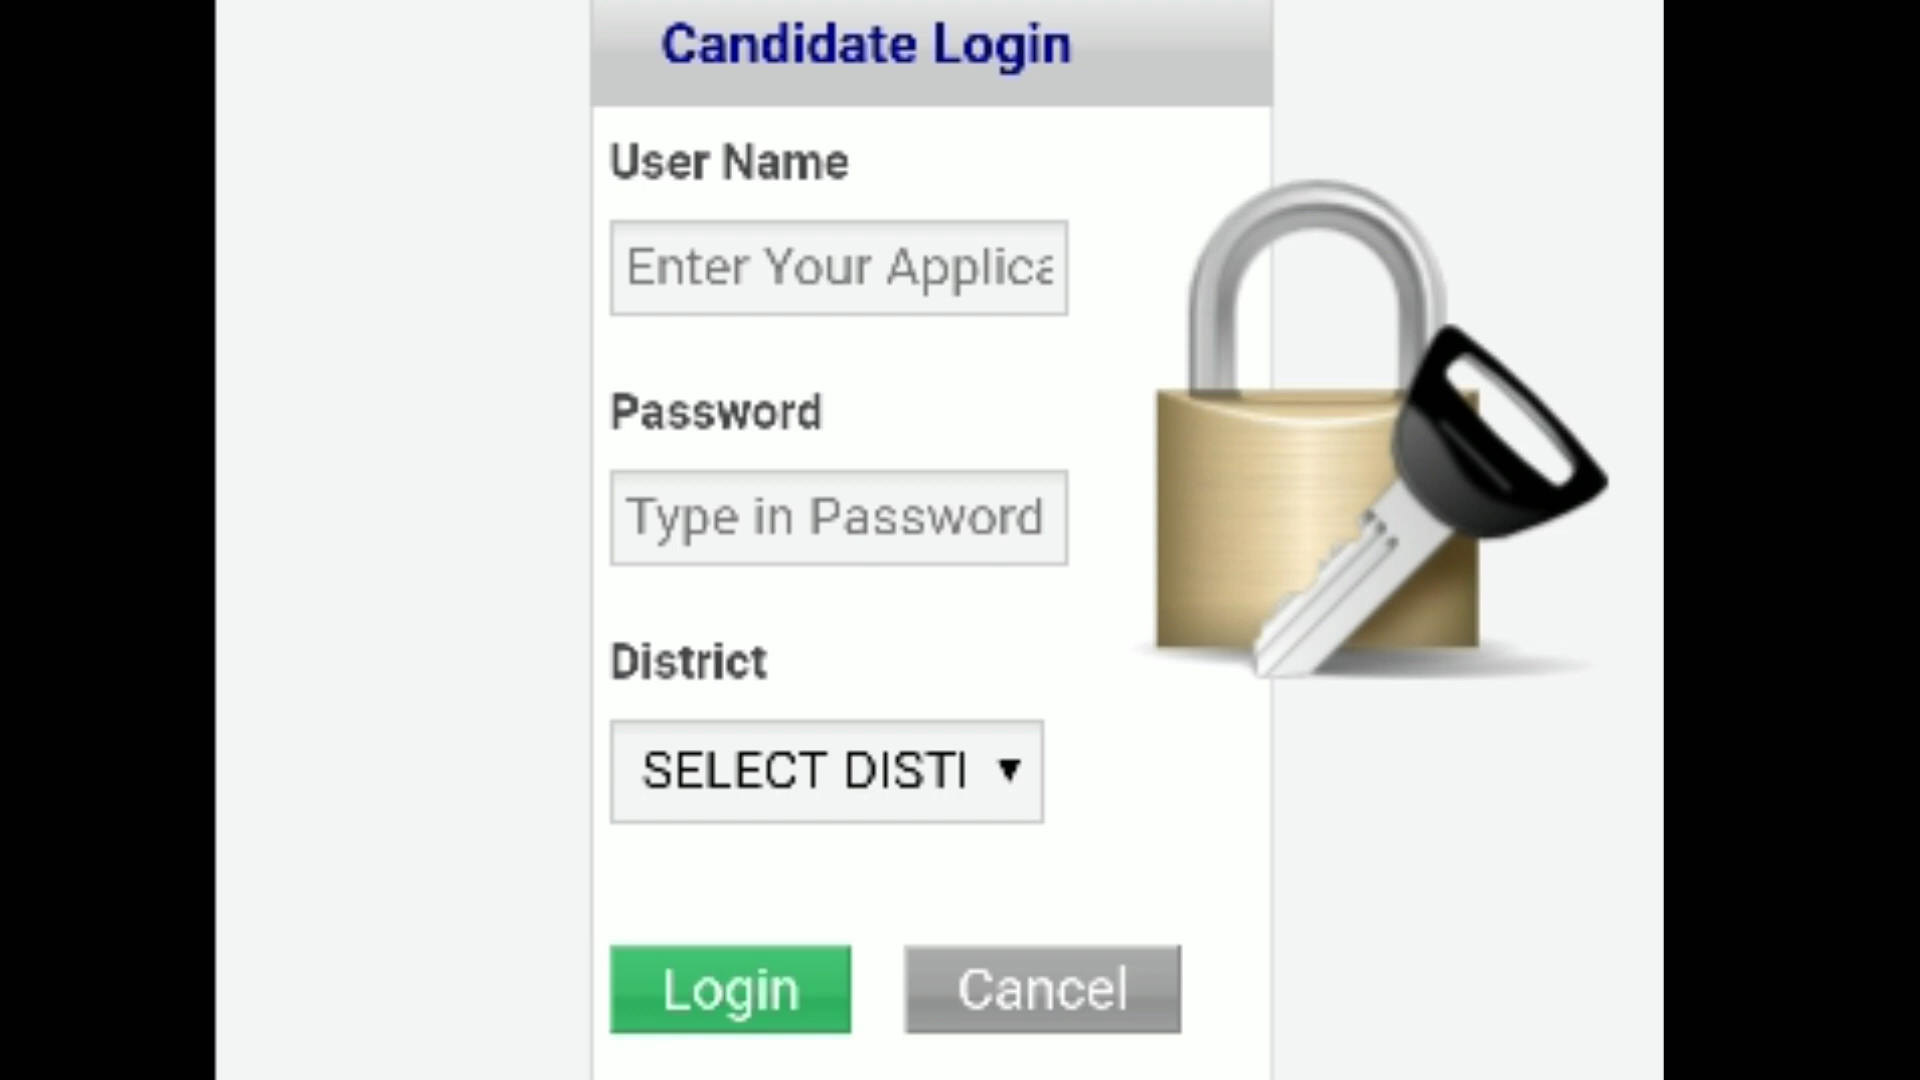 Candidate Login
User Name
Enter Your Applica
Password
Type in Password
District
SELECT DISTI
Login
Cancel